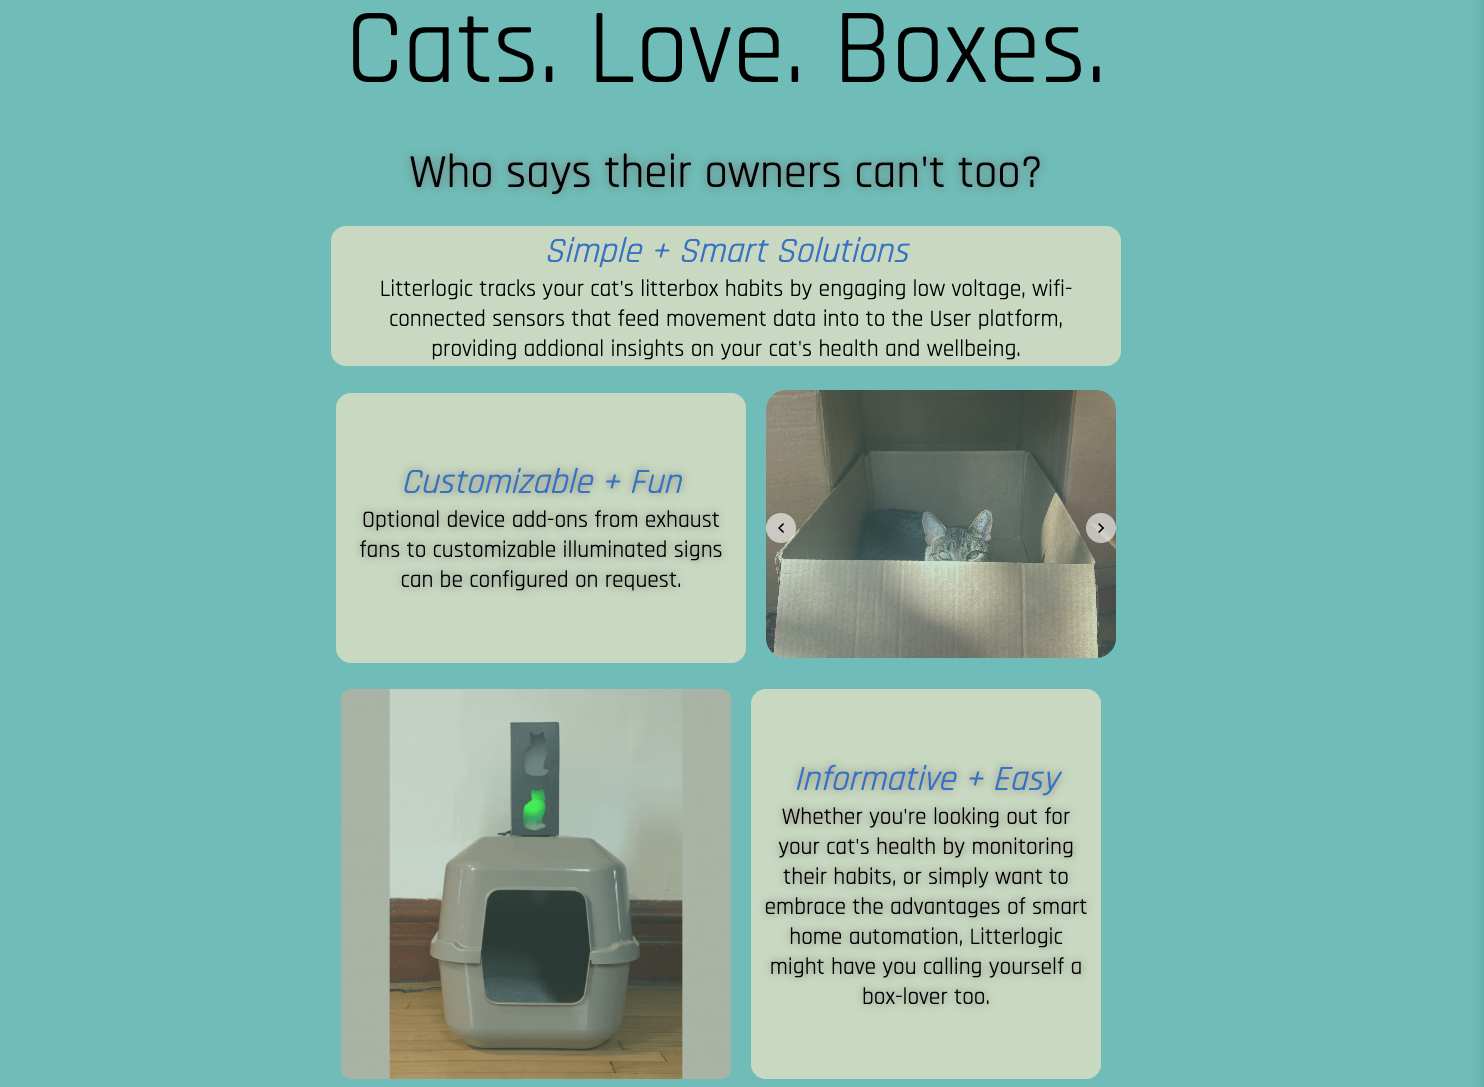 Cats. Love. Boxes.
Who says their owners can't too?
Simple + Smart Solutions
Litterlogic tracks your cat's litterbox habits by engaging low voltage, wifi-
connected sensors that feed movement data into to the User platform,
providing addional insights on your cat's health and wellbeing.
Customizable + Fun
Optional device add-ons from exhaust
fans to customizable illuminated signs
can be configured on request.
Informative + Easy
Whether you're looking out for
your cat's health by monitoring
their habits, or simply want to
embrace the advantages of smart
home automation, Litterlogic
might have you calling yourself a
box-lover too.